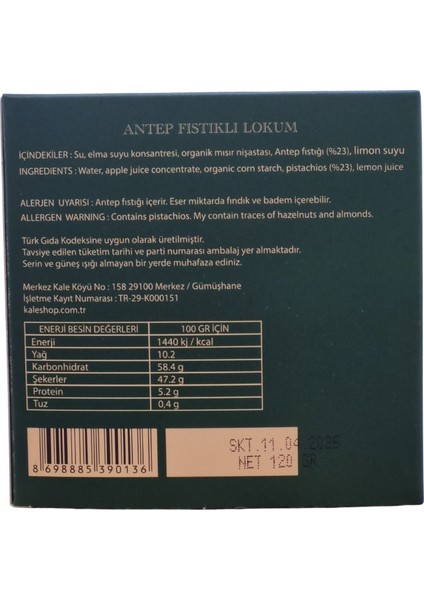 ANTEP FISTIKLI LOKUM
İÇİNDEKİLER : Su, elma suyu konsantresi, organik mısır nişastası, Antep fıstığı (%23), limon suyu
INGREDIENTS : Water, apple juice concentrate, organic corn starch, pistachios (%23), lemon juice
ALERJEN UYARISI : Antep fıstığı içerir. Eser miktarda fındık ve badem içerebilir.
ALLERGEN WARNING : Contains pistachios. My contain traces of hazelnuts and almonds.
Türk Gıda Kodeksine uygun olarak üretilmiştir.
Tavsiye edilen tüketim tarihi ve parti numarası ambalaj yer almaktadır.
Serin ve güneş ışığı almayan bir yerde muhafaza ediniz.
Merkez Kale Köyü No : 158 29100 Merkez / Gümüşhane
İşletme Kayıt Numarası : TR-29-K000151
kaleshop.com.tr
ENERJİ BESİN DEĞERLERİ 100 GR İÇİN
Enerji 1440 kj / kcal
Yağ 10.2
Karbonhidrat 58.4 g
Şekerler 47.2 g
Protein 5.2 g
Tuz 0,4 g
8 698885 390136
SKT.11.04.2025
NET 120 GR